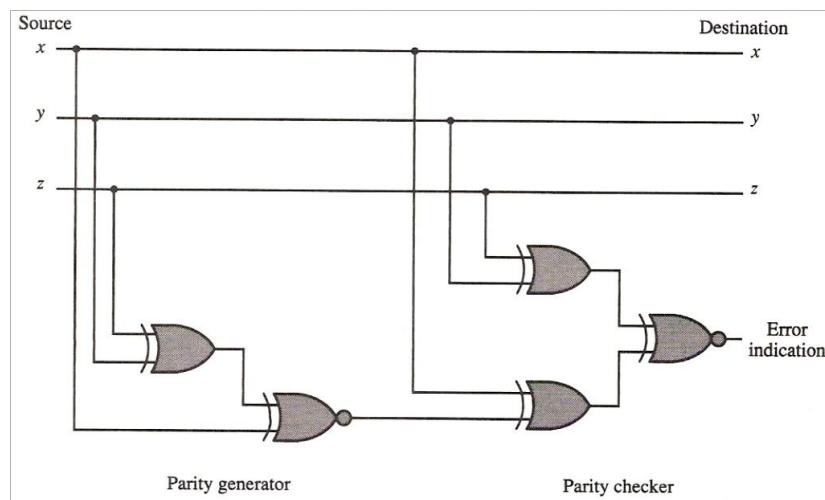 Source
Destination
x
x
y
y
z
z
Error
indication
Parity generator
Parity checker